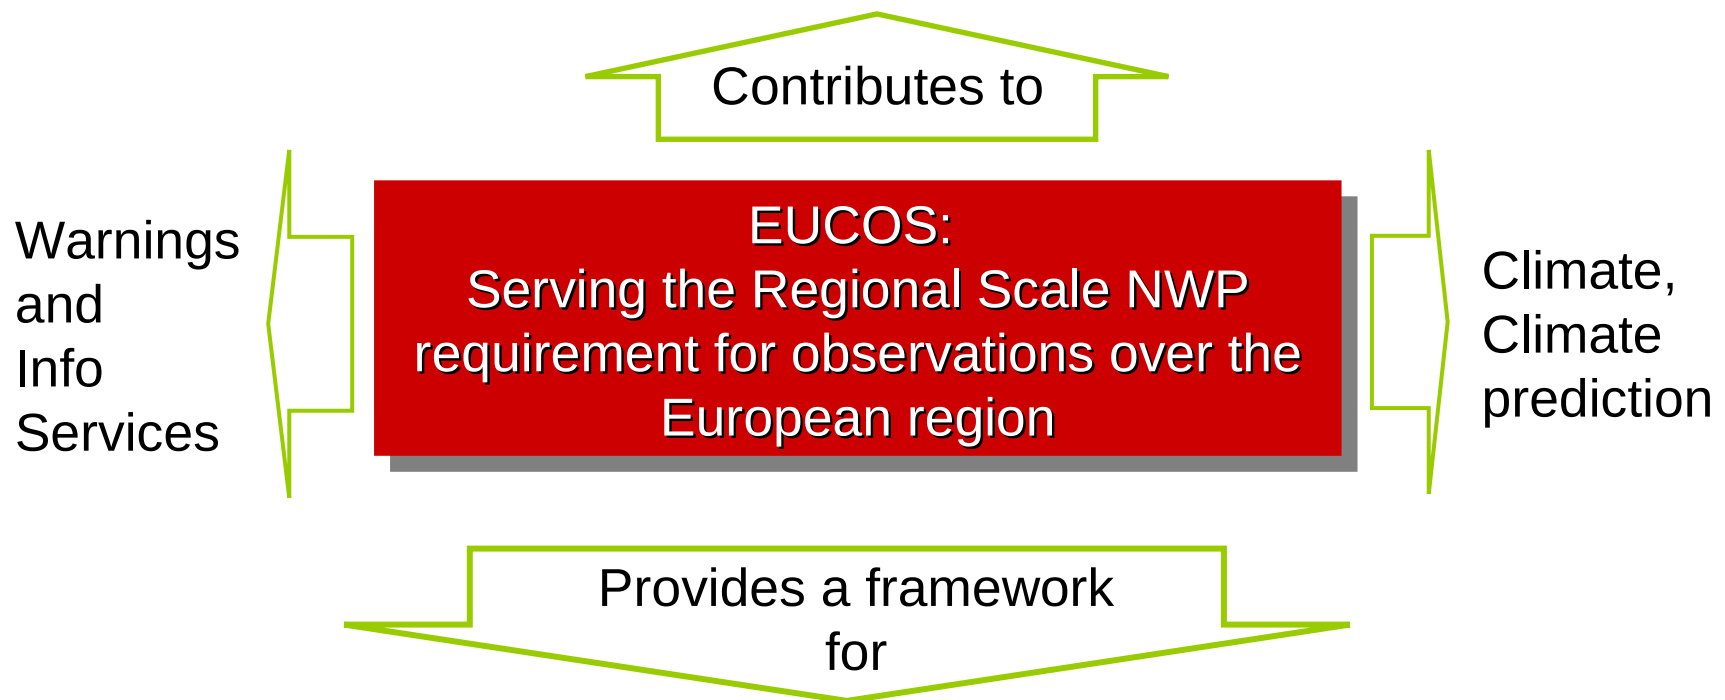 Contributes to
Warnings
and
Info
Services
EUCOS:
Serving the Regional Scale NWP
requirement for observations over the
European region
Climate,
Climate
prediction
Provides a framework
for